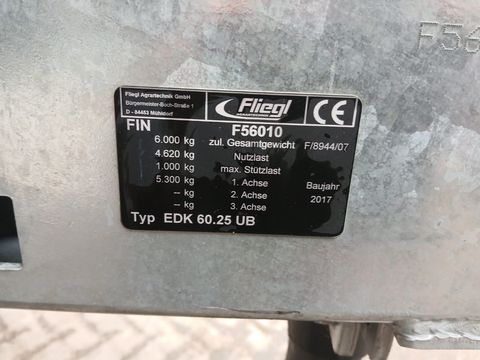 F56
Fliegl Agrartechnik GmbH
Bürgermeister-Boch-Straße 1
D - 84453 Mühldorf
Fliegl
AGRARTECHNIK
CE
FIN F56010
6.000 kg zul. Gesamtgewicht F/8944/07
4.620 kg Nutzlast
1.000 kg max. Stützlast
5.300 kg 1. Achse Baujahr
-- kg 2. Achse 2017
-- kg 3. Achse
Typ EDK 60.25 UB